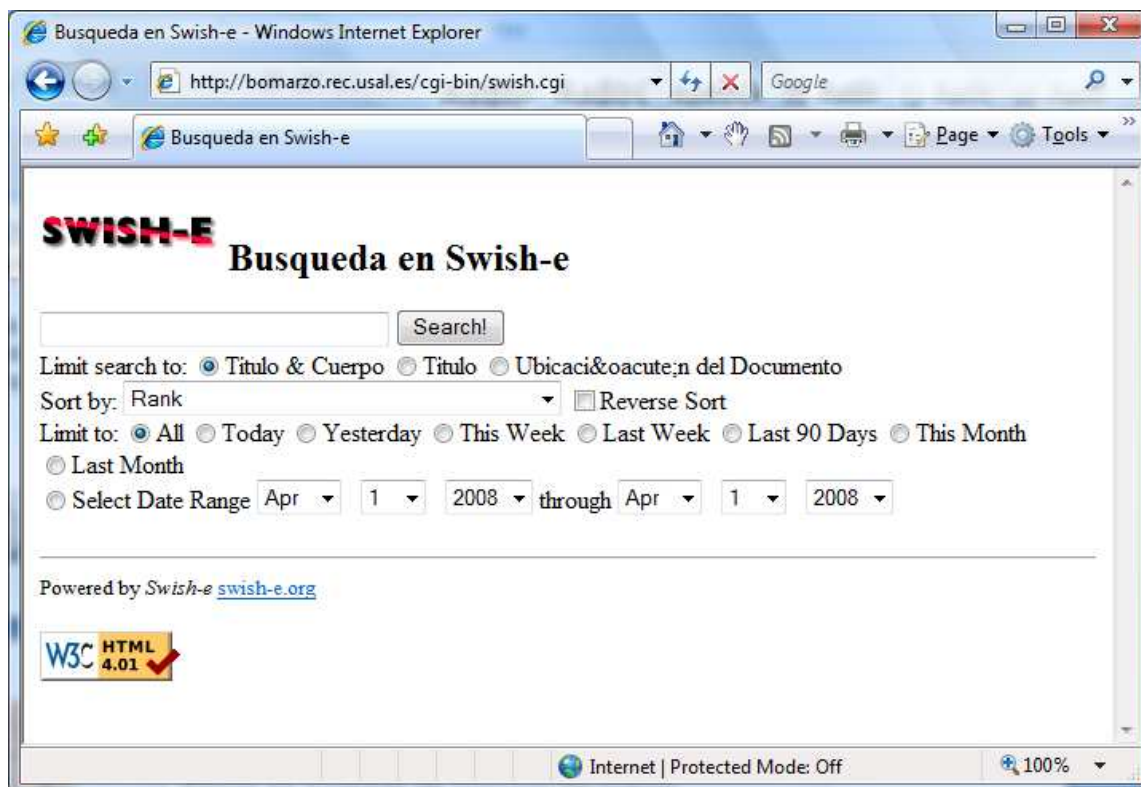 Busqueda en Swish-e - Windows Internet Explorer
http://bomarzo.rec.usal.es/cgi-bin/swish.cgi
Google
Busqueda en Swish-e
Page
Tools
SWISH-E
Busqueda en Swish-e
Search!
Limit search to: Titulo & Cuerpo Titulo Ubicaci&oacute;n del Documento
Sort by: Rank Reverse Sort
Limit to: All Today Yesterday This Week Last Week Last 90 Days This Month
Last Month
Select Date Range Apr 1 2008 through Apr 1 2008
Powered by Swish-e swish-e.org
W3C HTML 4.01
Internet | Protected Mode: Off
100%